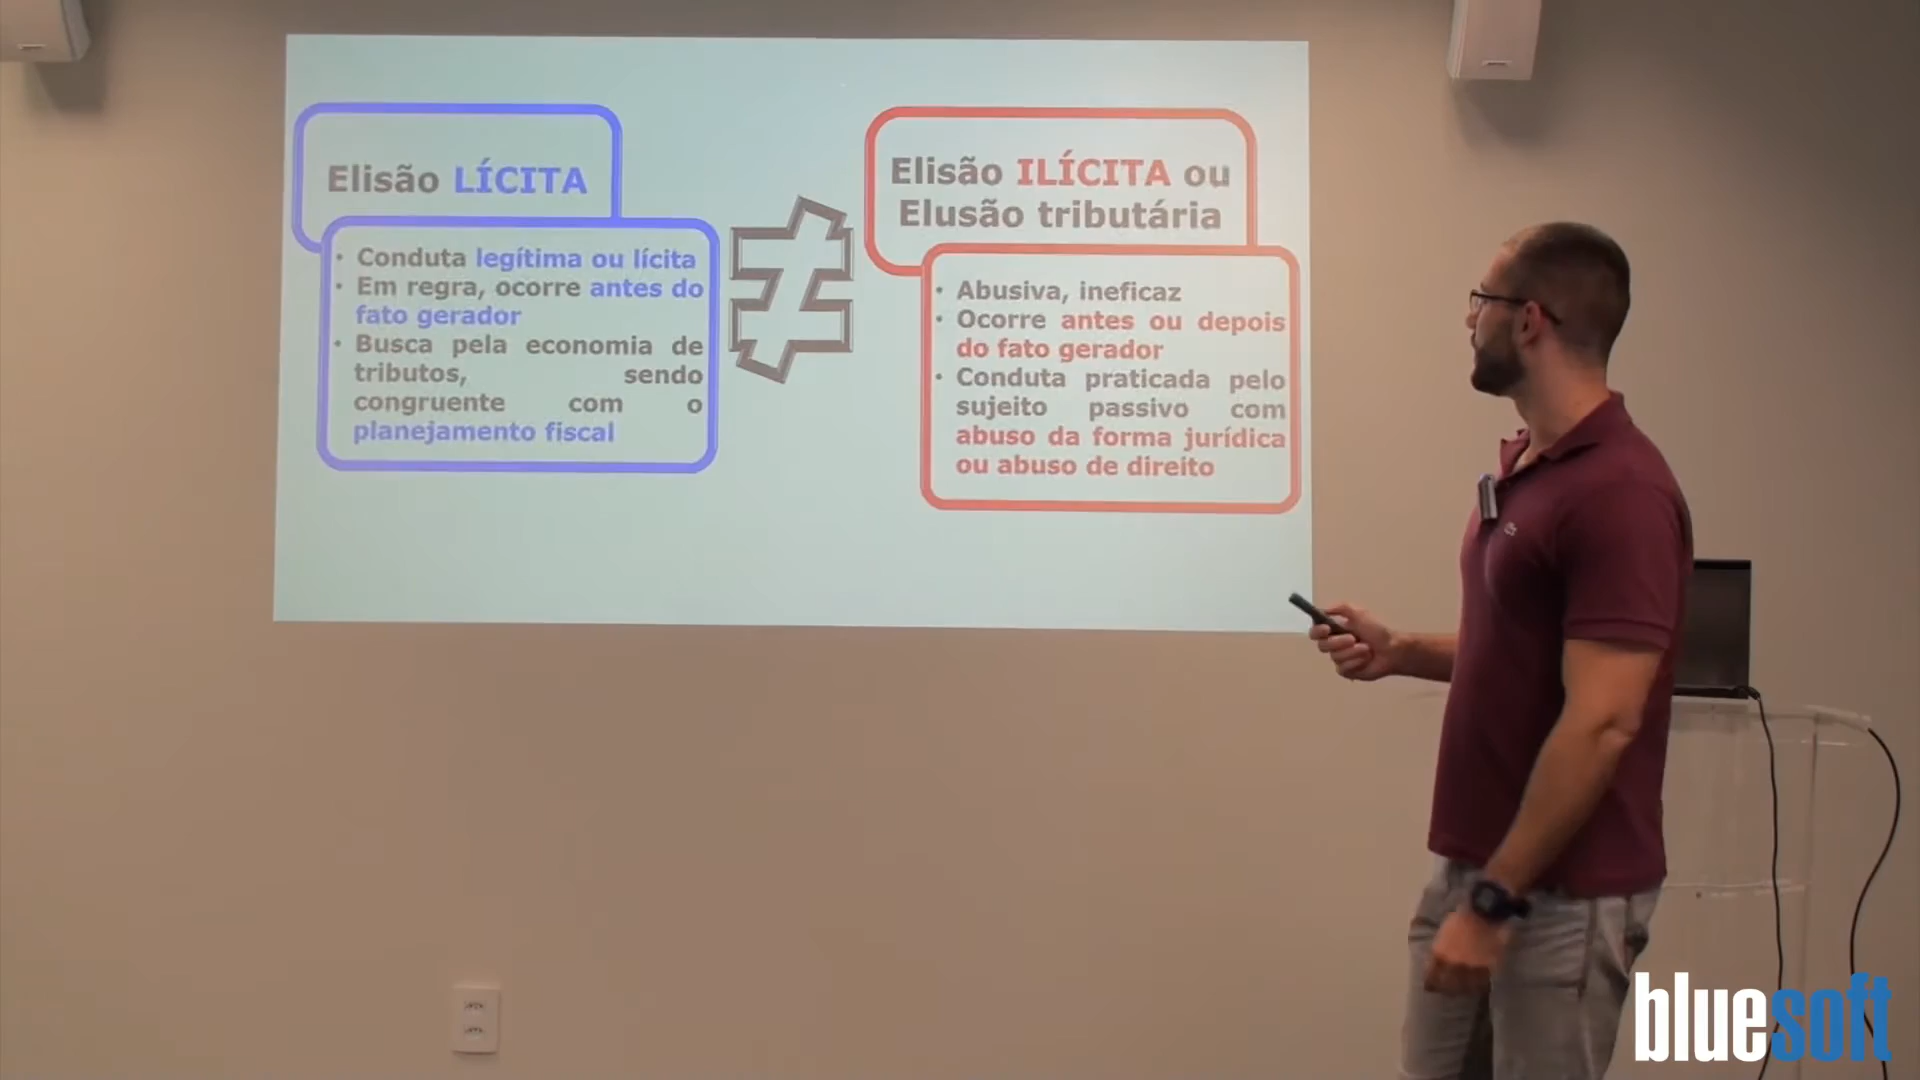 Elisão LÍCITA
• Conduta legítima ou lícita
• Em regra, ocorre antes do
fato gerador
• Busca pela economia de
tributos, sendo
congruente com o
planejamento fiscal
≠
Elisão ILÍCITA ou
Elusão tributária
• Abusiva, ineficaz
• Ocorre antes ou depois
do fato gerador
• Conduta praticada pelo
sujeito passivo com
abuso da forma jurídica
ou abuso de direito
bluesoft